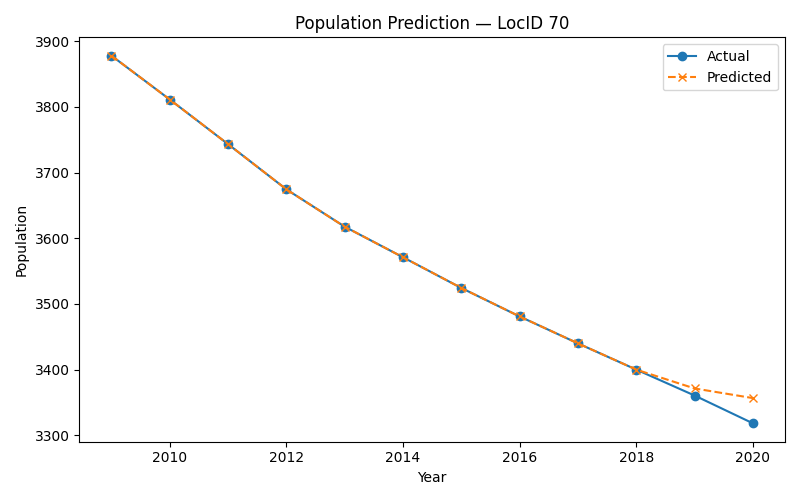 Population Prediction — LocID 70
Actual
Predicted
Population
3900
3800
3700
3600
3500
3400
3300
2010 2012 2014 2016 2018 2020
Year